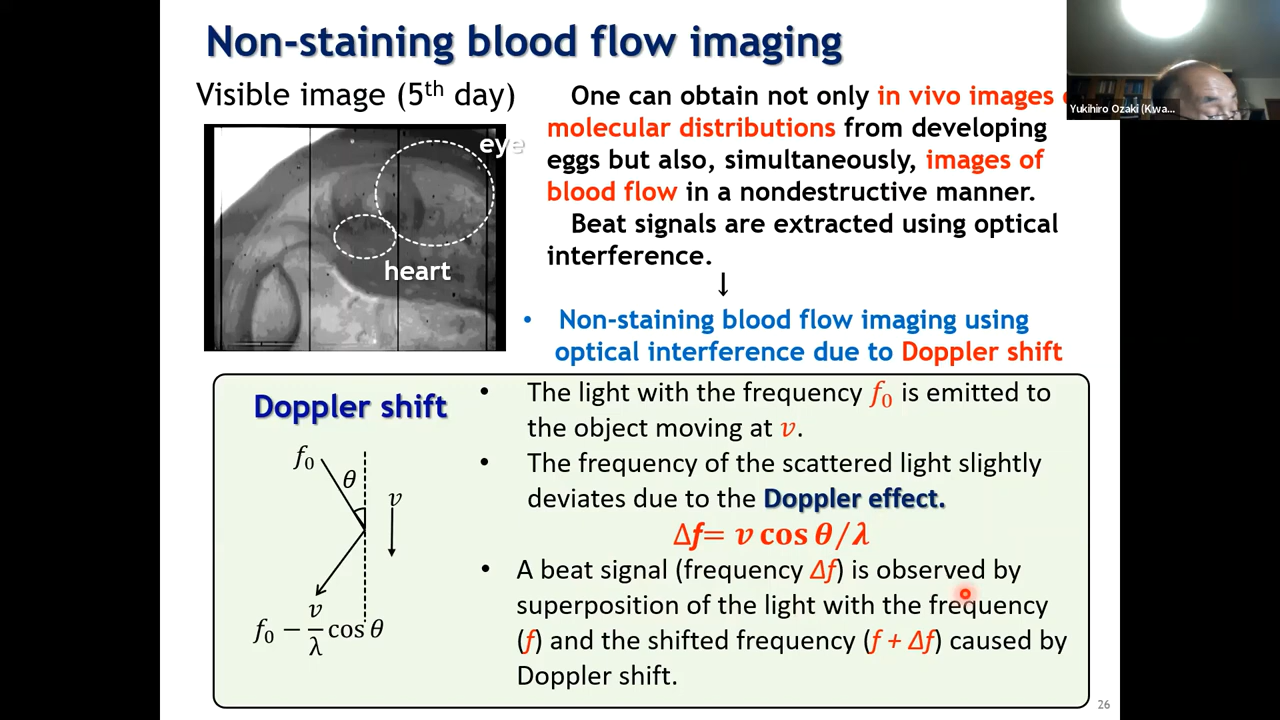 Non-staining blood flow imaging
Visible image (5th day)
eye
heart
One can obtain not only in vivo images
molecular distributions from developing
eggs but also, simultaneously, images of
blood flow in a nondestructive manner.
Beat signals are extracted using optical
interference.
↓
• Non-staining blood flow imaging using
optical interference due to Doppler shift
Doppler shift
f₀
θ
v
f₀ − v/λ cos θ
• The light with the frequency f₀ is emitted to
the object moving at v.
• The frequency of the scattered light slightly
deviates due to the Doppler effect.
Δf= v cos θ/λ
• A beat signal (frequency Δf) is observed by
superposition of the light with the frequency
(f) and the shifted frequency (f + Δf) caused by
Doppler shift.
26
Yukihiro Ozaki (Kwa...